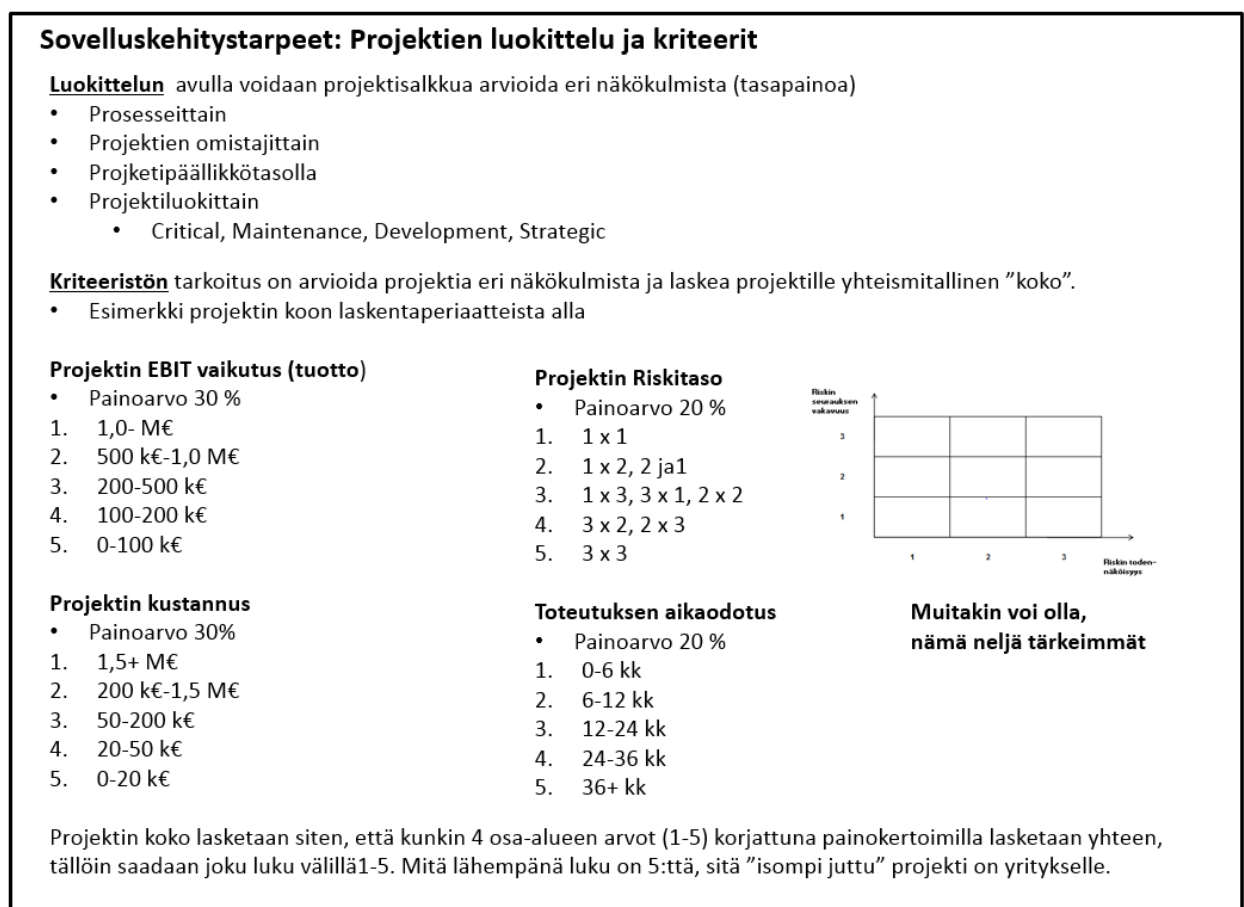 Sovelluskehitystarpeet: Projektien luokittelu ja kriteerit
Luokittelun avulla voidaan projektisalkkua arvioida eri näkökulmista (tasapainoa)
• Prosesseittain
• Projektien omistajittain
• Projketipäällikkötasolla
• Projektiluokittain
• Critical, Maintenance, Development, Strategic
Kriteeristön tarkoitus on arvioida projektia eri näkökulmista ja laskea projektille yhteismitallinen ”koko”.
• Esimerkki projektin koon laskentaperiaatteista alla
Projektin EBIT vaikutus (tuotto)
• Painoarvo 30 %
1. 1,0- M€
2. 500 k€-1,0 M€
3. 200-500 k€
4. 100-200 k€
5. 0-100 k€
Projektin Riskitaso
• Painoarvo 20 %
1. 1 x 1
2. 1 x 2, 2 ja1
3. 1 x 3, 3 x 1, 2 x 2
4. 3 x 2, 2 x 3
5. 3 x 3
Riskin
seurauksen
vakavuus
3
2
1
1 2 3
Riskin toden-
näköisyys
Projektin kustannus
• Painoarvo 30%
1. 1,5+ M€
2. 200 k€-1,5 M€
3. 50-200 k€
4. 20-50 k€
5. 0-20 k€
Toteutuksen aikaodotus
• Painoarvo 20 %
1. 0-6 kk
2. 6-12 kk
3. 12-24 kk
4. 24-36 kk
5. 36+ kk
Muitakin voi olla,
nämä neljä tärkeimmät
Projektin koko lasketaan siten, että kunkin 4 osa-alueen arvot (1-5) korjattuna painokertoimilla lasketaan yhteen,
tällöin saadaan joku luku välillä1-5. Mitä lähempänä luku on 5:ttä, sitä ”isompi juttu” projekti on yritykselle.